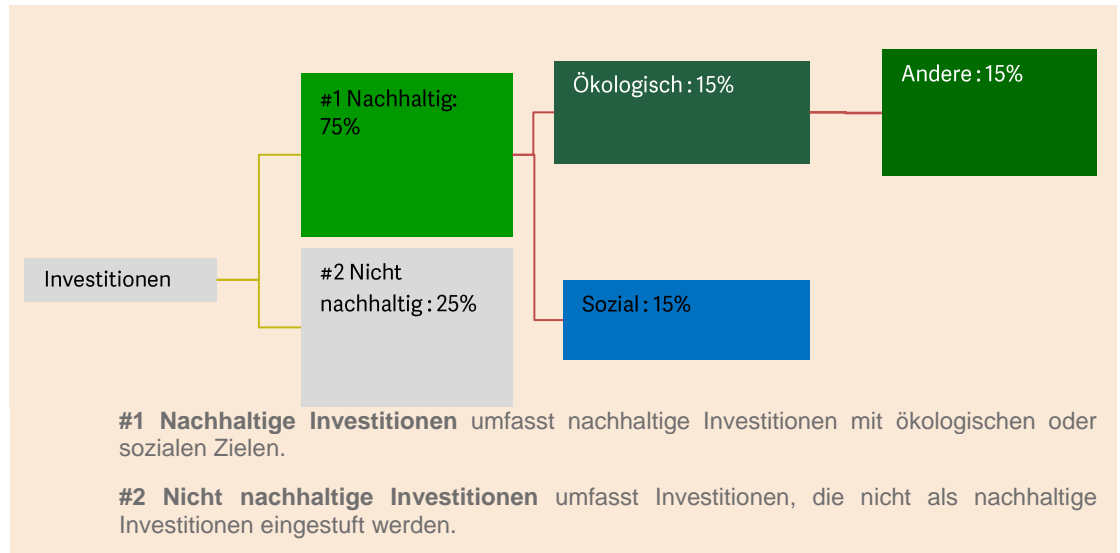 #1 Nachhaltig:
75%
Ökologisch : 15%
Andere : 15%
Investitionen
#2 Nicht
nachhaltig : 25%
Sozial : 15%
#1 Nachhaltige Investitionen umfasst nachhaltige Investitionen mit ökologischen oder
sozialen Zielen.
#2 Nicht nachhaltige Investitionen umfasst Investitionen, die nicht als nachhaltige
Investitionen eingestuft werden.